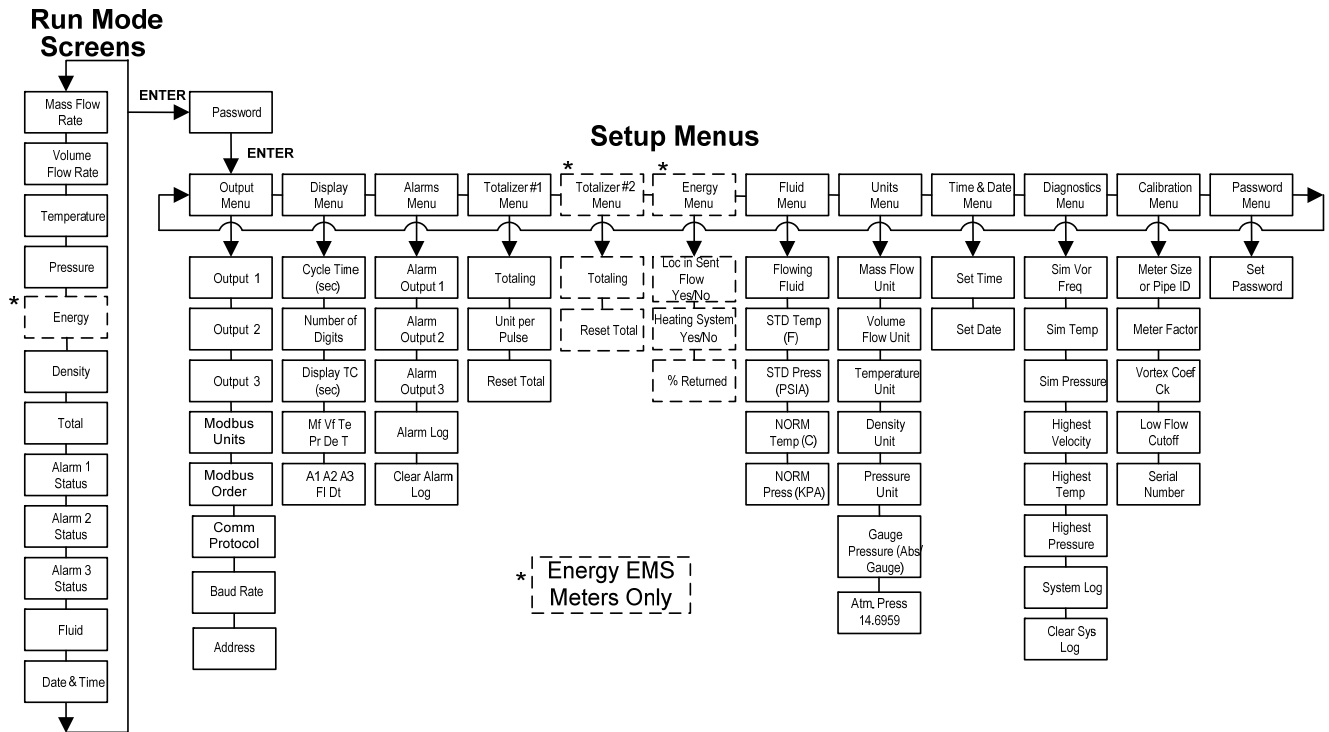 Run Mode
Screens
ENTER
Mass Flow
Rate
Volume
Flow Rate
Temperature
Pressure
*
Energy
Density
Total
Alarm 1
Status
Alarm 2
Status
Alarm 3
Status
Fluid
Date & Time
Password
ENTER
Setup Menus
Output
Menu
Output 1
Output 2
Output 3
Modbus
Units
Modbus
Order
Comm
Protocol
Baud Rate
Address
Display
Menu
Cycle Time
(sec)
Number of
Digits
Display TC
(sec)
Mf Vf Te
Pr De T
A1 A2 A3
Fl Dt
Alarms
Menu
Alarm
Output 1
Alarm
Output 2
Alarm
Output 3
Alarm Log
Clear Alarm
Log
Totalizer #1
Menu
Totaling
Unit per
Pulse
Reset Total
*
Totalizer #2
Menu
Totaling
Reset Total
*
Energy
Menu
Loc in Sent
Flow
Yes/No
Heating System
Yes/No
% Returned
Fluid
Menu
Flowing
Fluid
STD Temp
(F)
STD Press
(PSIA)
NORM
Temp (C)
NORM
Press (KPA)
Units
Menu
Mass Flow
Unit
Volume
Flow Unit
Temperature
Unit
Density
Unit
Pressure
Unit
Gauge
Pressure (Abs/
Gauge)
Atm. Press
14.6959
Time & Date
Menu
Set Time
Set Date
Diagnostics
Menu
Sim Vor
Freq
Sim Temp
Sim Pressure
Highest
Velocity
Highest
Temp
Highest
Pressure
System Log
Clear Sys
Log
Calibration
Menu
Meter Size
or Pipe ID
Meter Factor
Vortex Coef
Ck
Low Flow
Cutoff
Serial
Number
Password
Menu
Set
Password
*
Energy EMS
Meters Only